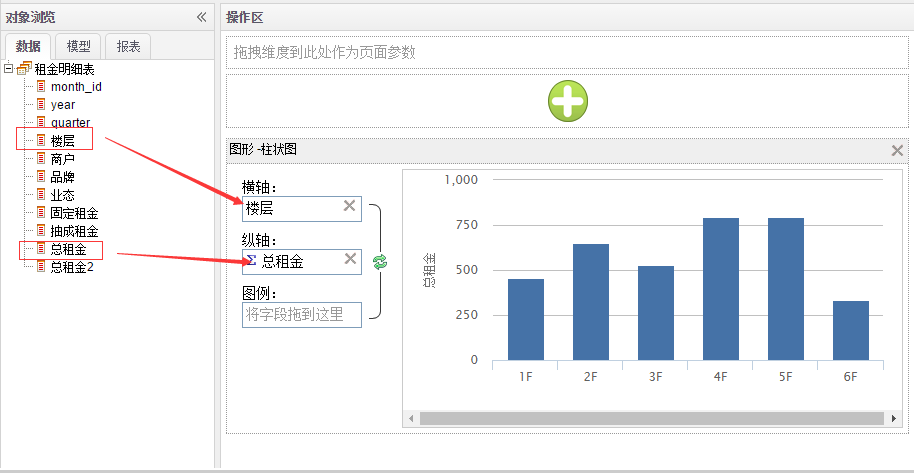 对象浏览
数据
模型
报表
租金明细表
month_id
year
quarter
楼层
商户
品牌
业态
固定租金
抽成租金
总租金
总租金2
操作区
拖拽维度到此处作为页面参数
图形 -柱状图
横轴:
楼层
纵轴:
Σ 总租金
图例:
将字段拖到这里
总租金
1,000
750
500
250
0
1F 2F 3F 4F 5F 6F